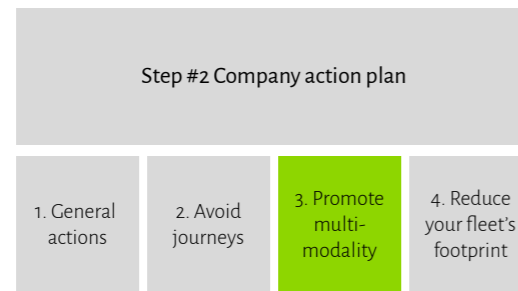 Step #2 Company action plan
1. General
actions
2. Avoid
journeys
3. Promote
multi-
modality
4. Reduce
your fleet's
footprint